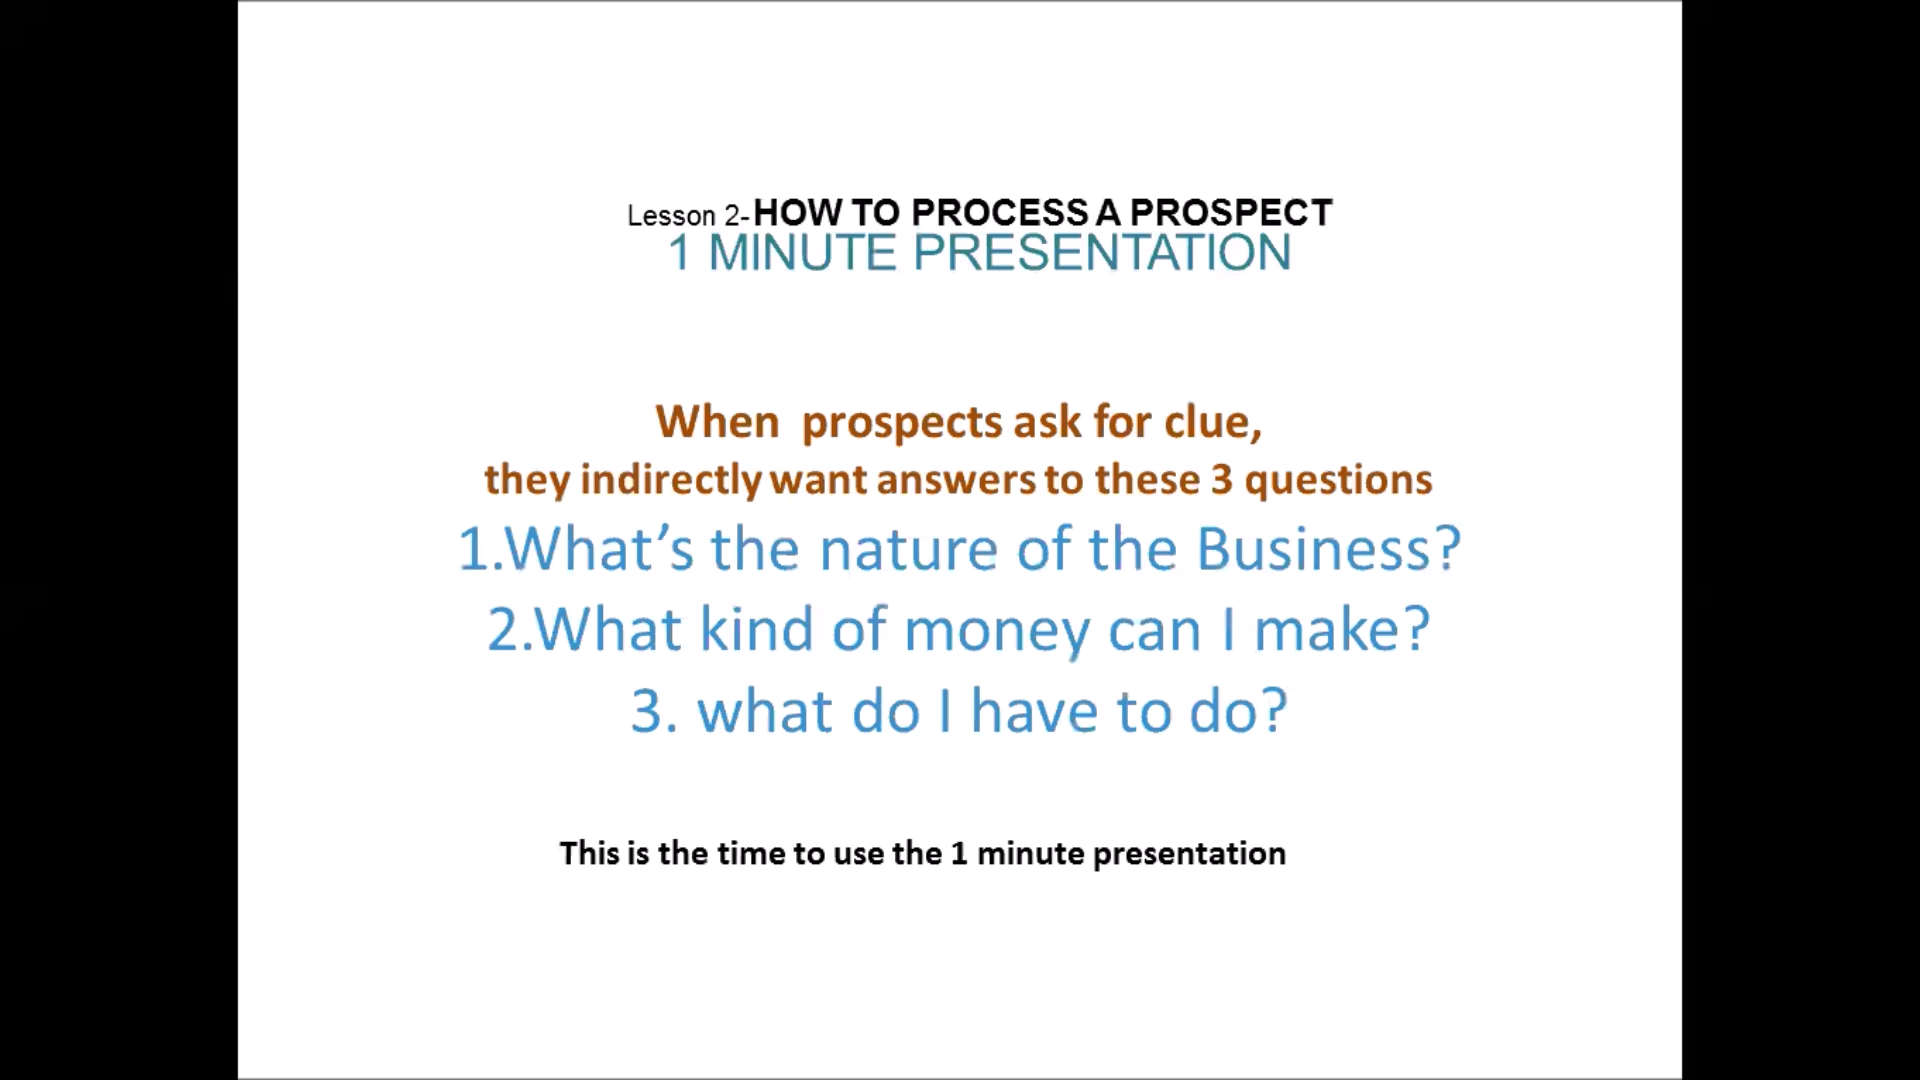 Lesson 2-HOW TO PROCESS A PROSPECT
1 MINUTE PRESENTATION
When prospects ask for clue,
they indirectly want answers to these 3 questions
1.What’s the nature of the Business?
2.What kind of money can I make?
3. what do I have to do?
This is the time to use the 1 minute presentation